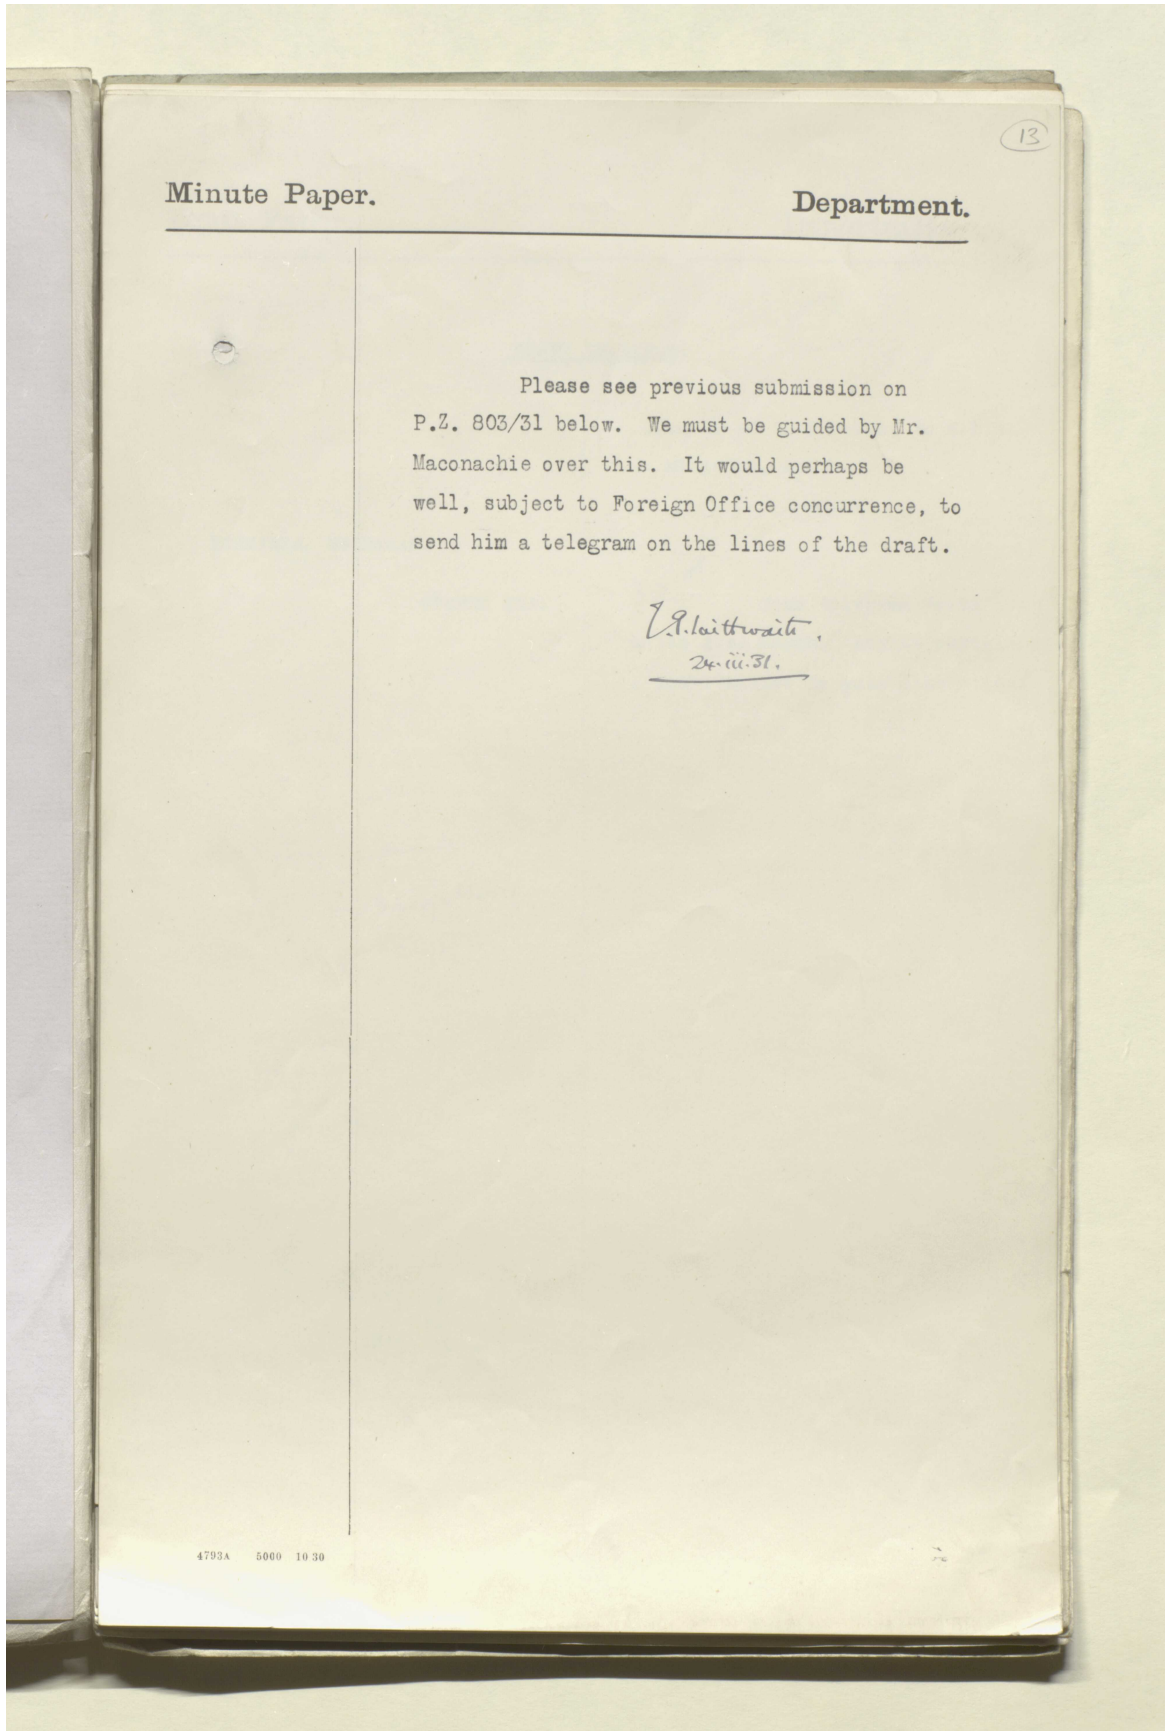 13
Minute Paper.
Department.
Please see previous submission on
P.Z. 803/31 below. We must be guided by Mr.
Maconachie over this. It would perhaps be
well, subject to Foreign Office concurrence, to
send him a telegram on the lines of the draft.
J.G. Laithwaite.
24.iii.31.
4793A 5000 10 30